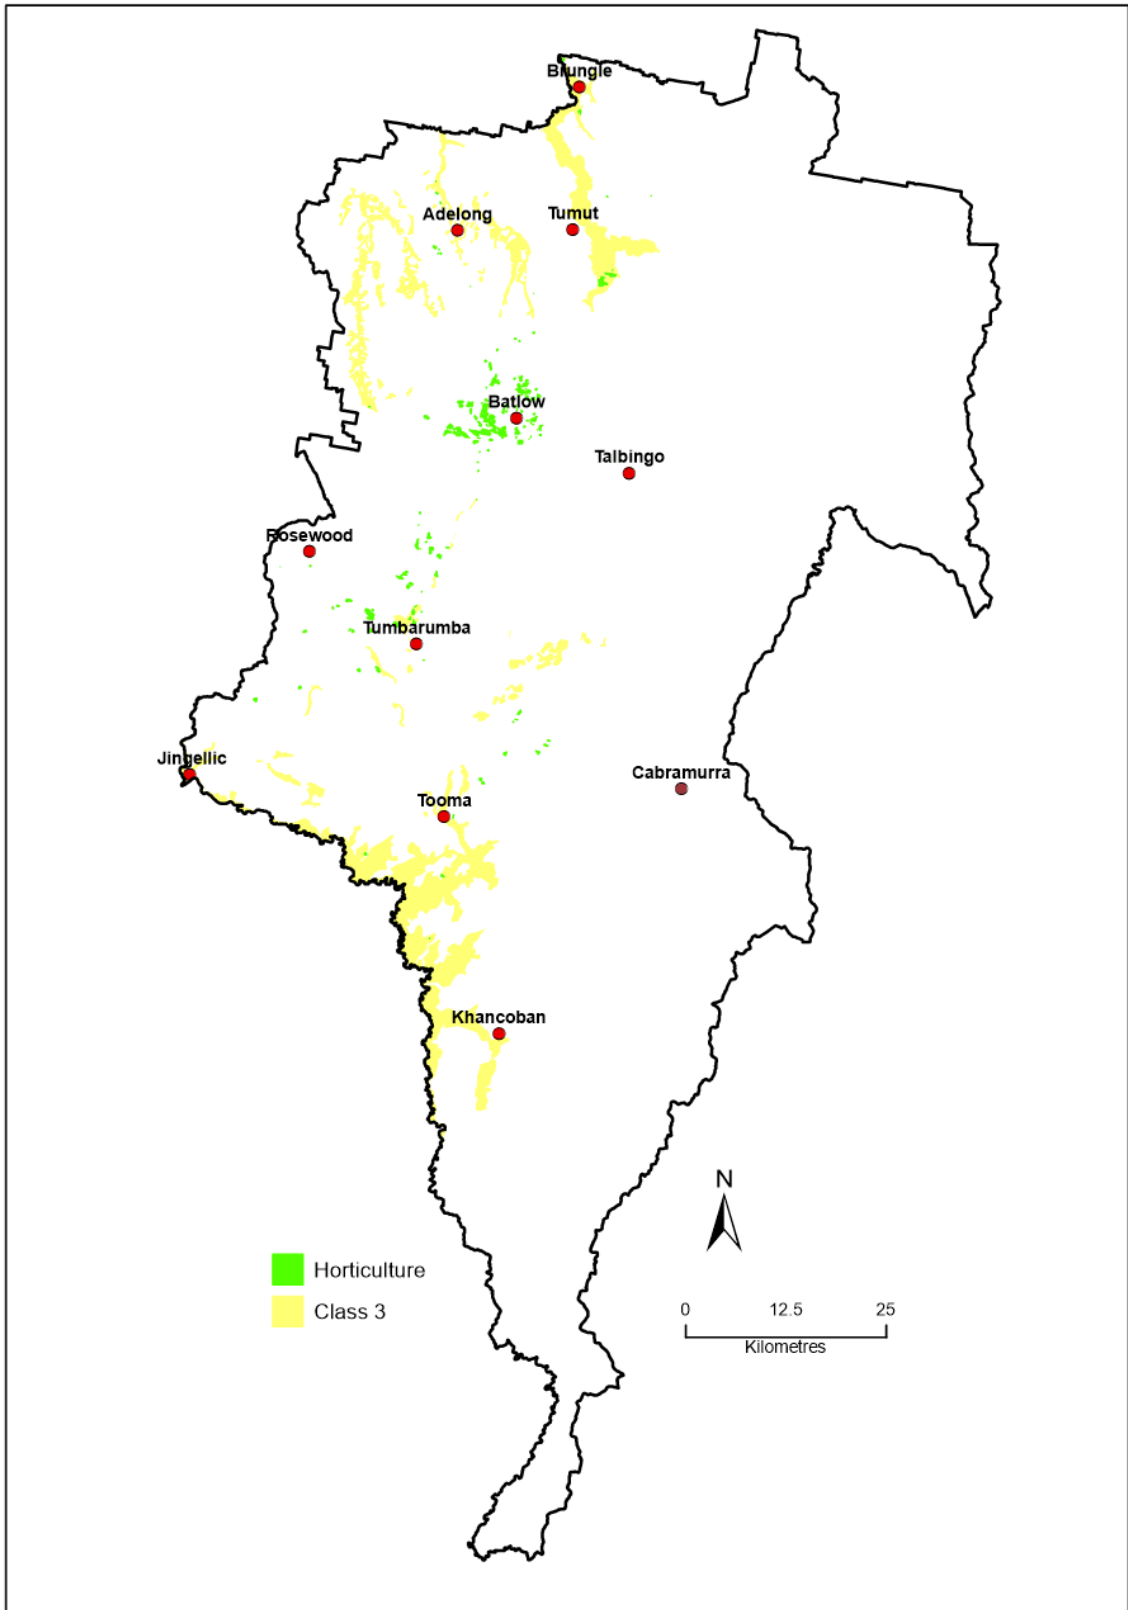 Brungle
Adelong
Tumut
Batlow
Talbingo
Rosewood
Tumbarumba
Jingellic
Cabramurra
Tooma
Khancoban
N
Horticulture
Class 3
0 12.5 25
Kilometres